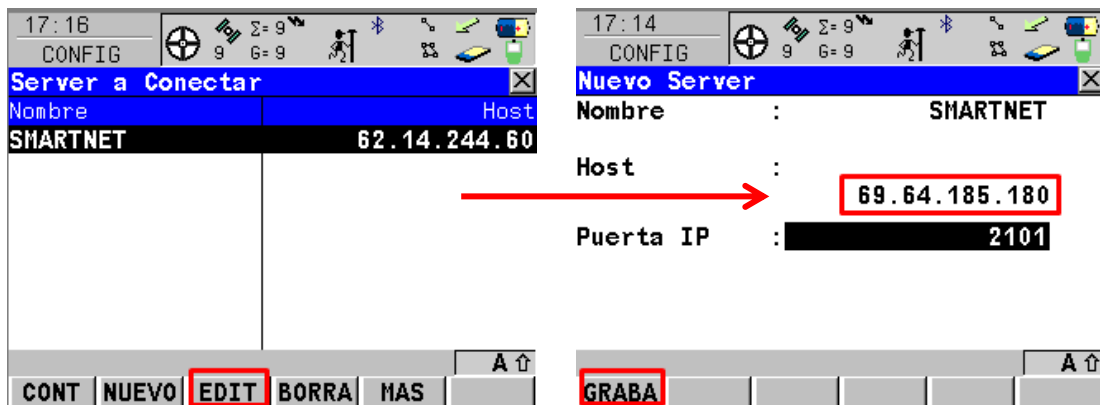 17:16
CONFIG
9
Σ= 9
G= 9
2
Server a Conectar
Nombre Host
SMARTNET 62.14.244.60
A
CONT NUEVO EDIT BORRA MAS
17:14
CONFIG
9
Σ= 9
G= 9
2
Nuevo Server
Nombre : SMARTNET
Host :
69.64.185.180
Puerta IP : 2101
A
GRABA